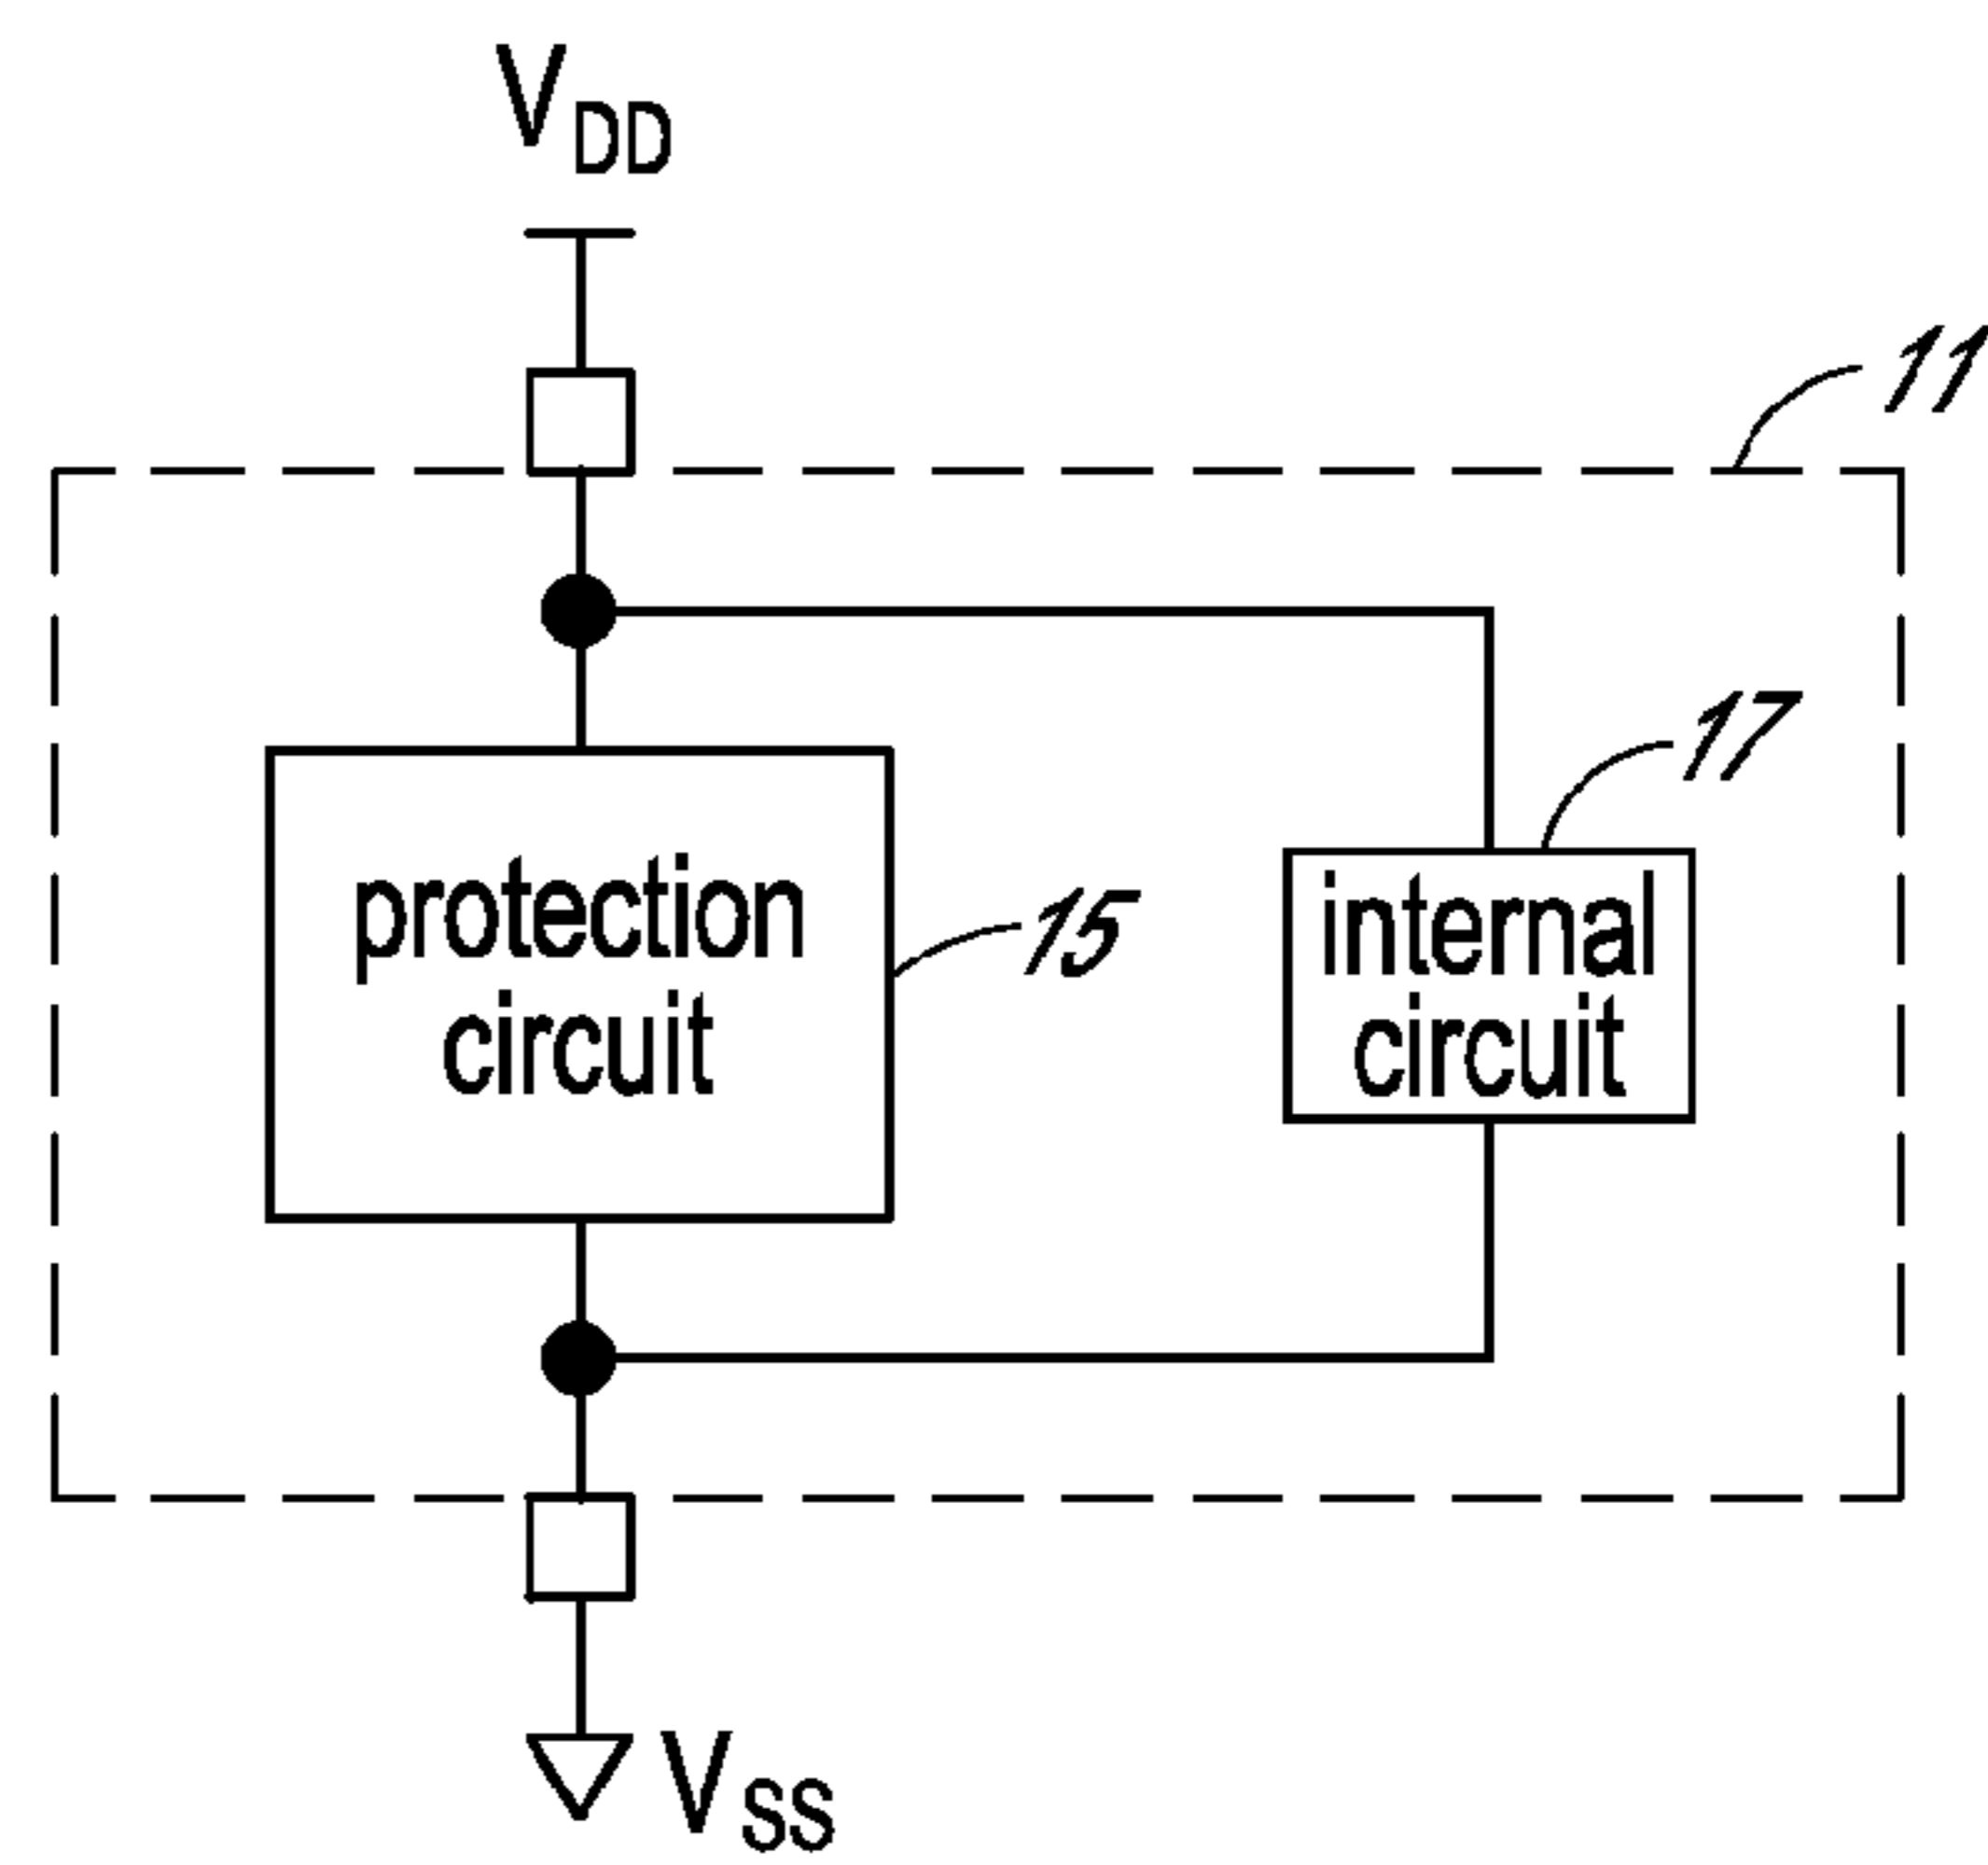 VDD
11
17
protection
circuit
15
internal
circuit
VSS